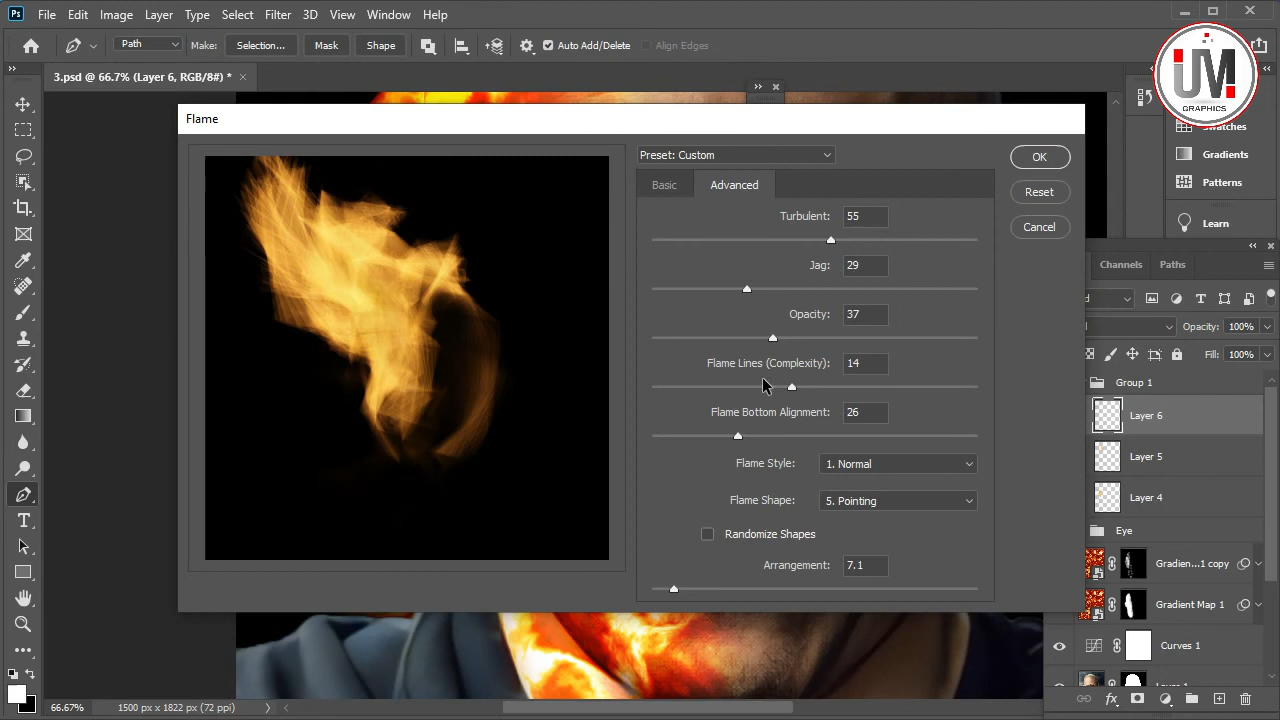 Ps File Edit Image Layer Type Select Filter 3D View Window Help
Path Make: Selection... Mask Shape Auto Add/Delete Align Edges
3.psd @ 66.7% (Layer 6, RGB/8#) *
UM
GRAPHICS
Swatches
Gradients
Patterns
Learn
Channels Paths
Opacity: 100%
Fill: 100%
Group 1
Layer 6
Layer 5
Layer 4
Eye
Gradien...1 copy
Gradient Map 1
Curves 1
Flame
Preset: Custom
OK
Reset
Cancel
Basic Advanced
Turbulent: 55
Jag: 29
Opacity: 37
Flame Lines (Complexity): 14
Flame Bottom Alignment: 26
Flame Style: 1. Normal
Flame Shape: 5. Pointing
Randomize Shapes
Arrangement: 7.1
66.67% 1500 px x 1822 px (72 ppi)